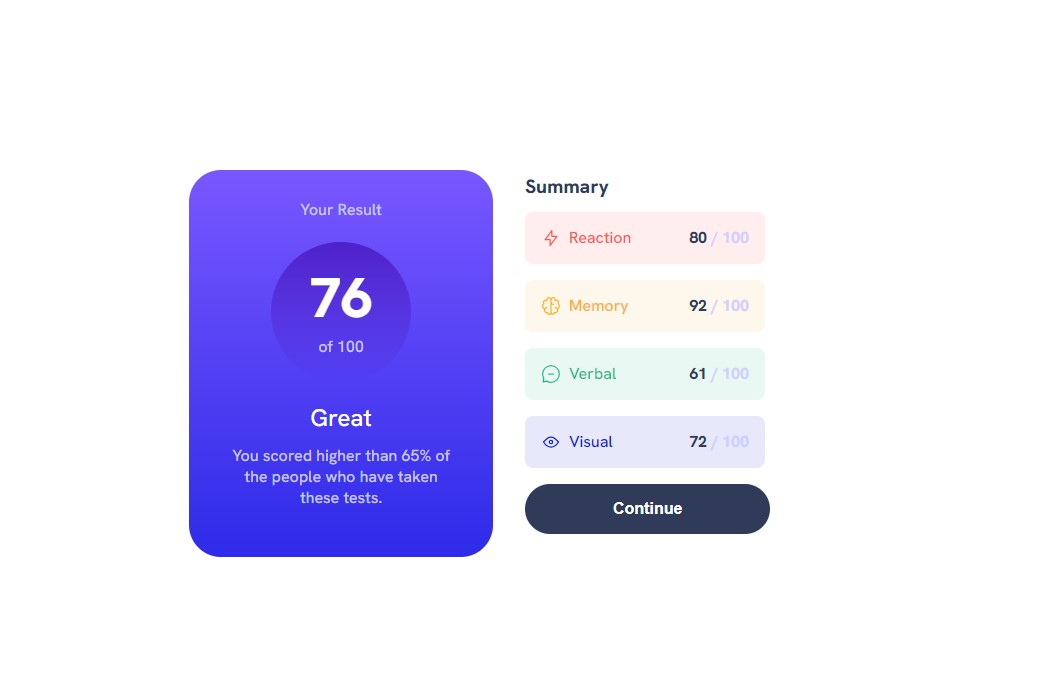 Your Result
76
of 100
Great
You scored higher than 65% of
the people who have taken
these tests.
Summary
Reaction 80 / 100
Memory 92 / 100
Verbal 61 / 100
Visual 72 / 100
Continue